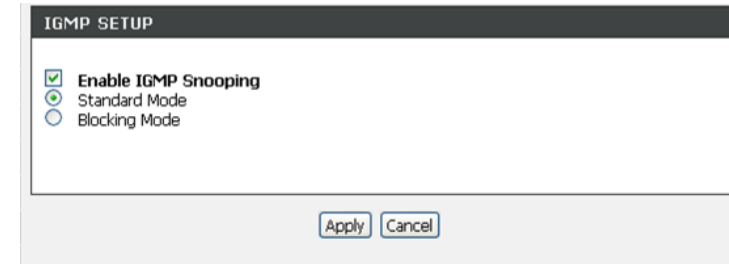 IGMP SETUP
Enable IGMP Snooping
Standard Mode
Blocking Mode
Apply Cancel